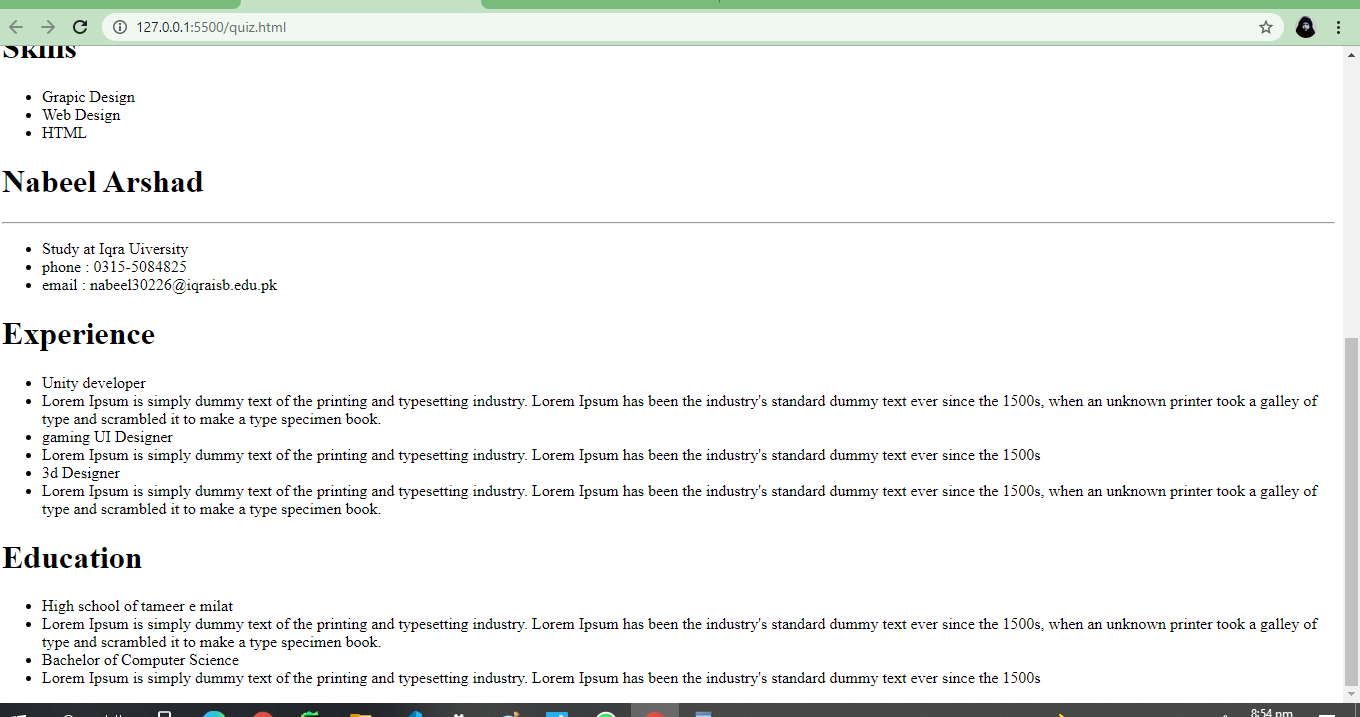 127.0.0.1:5500/quiz.html
Skills
Grapic Design
Web Design
HTML
Nabeel Arshad
Study at Iqra Uiversity
phone : 0315-5084825
email : nabeel30226@iqraisb.edu.pk
Experience
Unity developer
Lorem Ipsum is simply dummy text of the printing and typesetting industry. Lorem Ipsum has been the industry's standard dummy text ever since the 1500s, when an unknown printer took a galley of
type and scrambled it to make a type specimen book.
gaming UI Designer
Lorem Ipsum is simply dummy text of the printing and typesetting industry. Lorem Ipsum has been the industry's standard dummy text ever since the 1500s
3d Designer
Lorem Ipsum is simply dummy text of the printing and typesetting industry. Lorem Ipsum has been the industry's standard dummy text ever since the 1500s, when an unknown printer took a galley of
type and scrambled it to make a type specimen book.
Education
High school of tameer e milat
Lorem Ipsum is simply dummy text of the printing and typesetting industry. Lorem Ipsum has been the industry's standard dummy text ever since the 1500s, when an unknown printer took a galley of
type and scrambled it to make a type specimen book.
Bachelor of Computer Science
Lorem Ipsum is simply dummy text of the printing and typesetting industry. Lorem Ipsum has been the industry's standard dummy text ever since the 1500s
8:54 pm